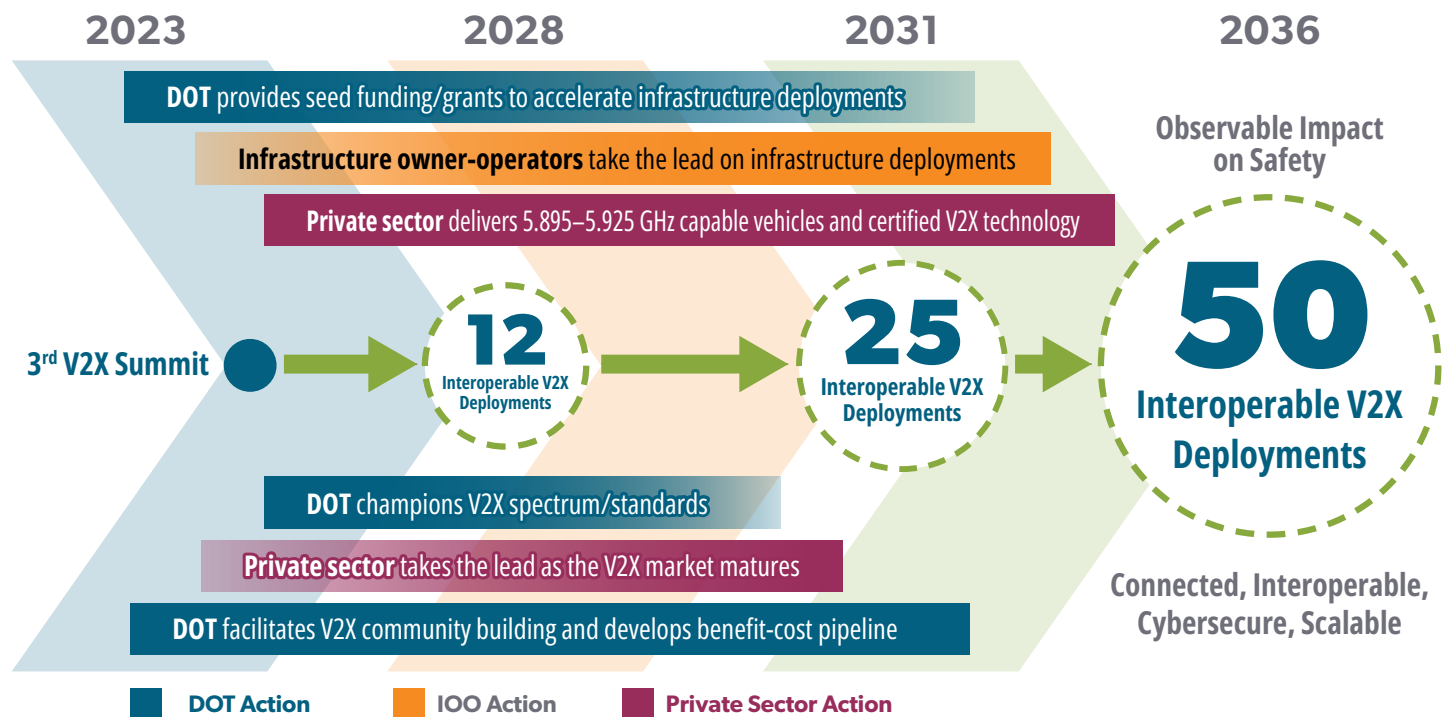 2023 2028 2031 2036
DOT provides seed funding/grants to accelerate infrastructure deployments
Infrastructure owner-operators take the lead on infrastructure deployments
Private sector delivers 5.895–5.925 GHz capable vehicles and certified V2X technology
Observable Impact
on Safety
3rd V2X Summit
12
Interoperable V2X
Deployments
25
Interoperable V2X
Deployments
50
Interoperable V2X
Deployments
DOT champions V2X spectrum/standards
Private sector takes the lead as the V2X market matures
DOT facilitates V2X community building and develops benefit-cost pipeline
Connected, Interoperable,
Cybersecure, Scalable
DOT Action IOO Action Private Sector Action